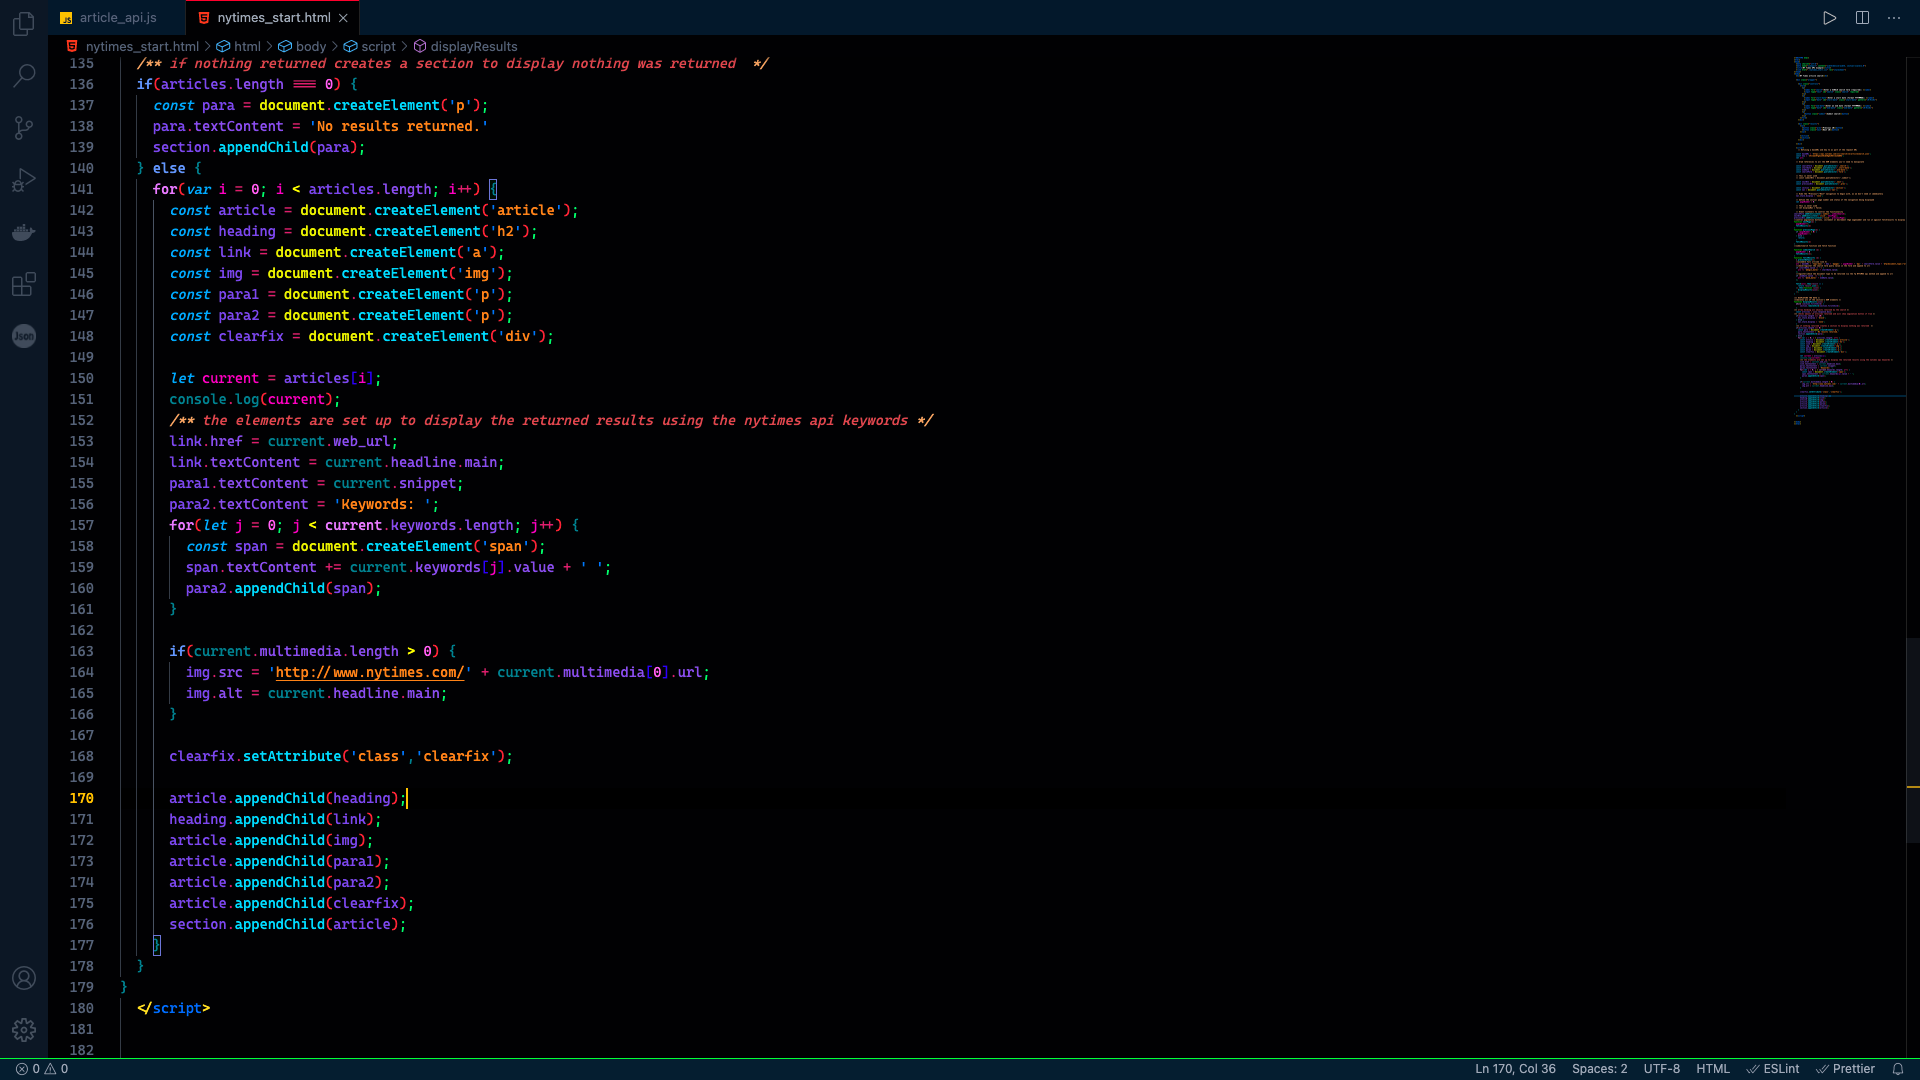 article_api.js
nytimes_start.html
nytimes_start.html > html > body > script > displayResults
135 /** if nothing returned creates a section to display nothing was returned */
136 if(articles.length === 0) {
137 const para = document.createElement('p');
138 para.textContent = 'No results returned.'
139 section.appendChild(para);
140 } else {
141 for(var i = 0; i < articles.length; i++) {
142 const article = document.createElement('article');
143 const heading = document.createElement('h2');
144 const link = document.createElement('a');
145 const img = document.createElement('img');
146 const para1 = document.createElement('p');
147 const para2 = document.createElement('p');
148 const clearfix = document.createElement('div');
149
150 let current = articles[i];
151 console.log(current);
152 /** the elements are set up to display the returned results using the nytimes api keywords */
153 link.href = current.web_url;
154 link.textContent = current.headline.main;
155 para1.textContent = current.snippet;
156 para2.textContent = 'Keywords: ';
157 for(let j = 0; j < current.keywords.length; j++) {
158 const span = document.createElement('span');
159 span.textContent += current.keywords[j].value + ' ';
160 para2.appendChild(span);
161 }
162
163 if(current.multimedia.length > 0) {
164 img.src = 'http://www.nytimes.com/' + current.multimedia[0].url;
165 img.alt = current.headline.main;
166 }
167
168 clearfix.setAttribute('class','clearfix');
169
170 article.appendChild(heading);
171 heading.appendChild(link);
172 article.appendChild(img);
173 article.appendChild(para1);
174 article.appendChild(para2);
175 article.appendChild(clearfix);
176 section.appendChild(article);
177 }
178 }
179 }
180 </script>
181
182
Json
0 0
Ln 170, Col 36 Spaces: 2 UTF-8 HTML ESLint Prettier